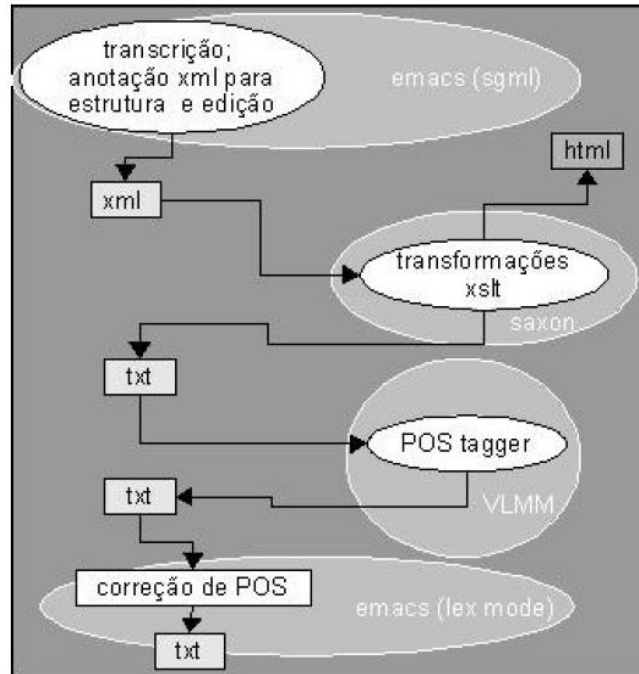 transcrição;
anotação xml para
estrutura e edição
emacs (sgml)
html
xml
transformações
xslt
saxon
txt
POS tagger
txt
VLMM
correção de POS
emacs (lex mode)
txt